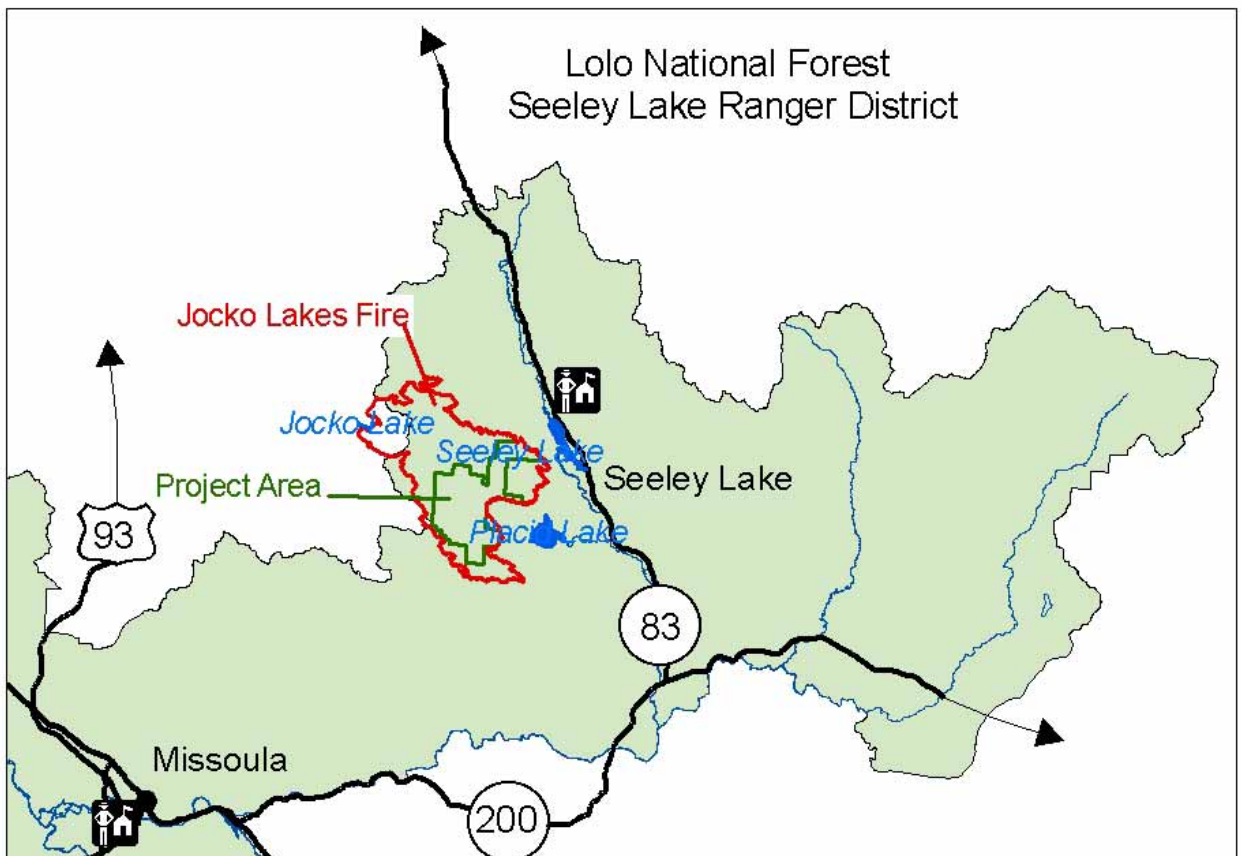 Lolo National Forest
Seeley Lake Ranger District
Jocko Lakes Fire
Jocko Lake
Seeley Lake
Seeley Lake
Project Area
Placid Lake
93
83
Missoula
200